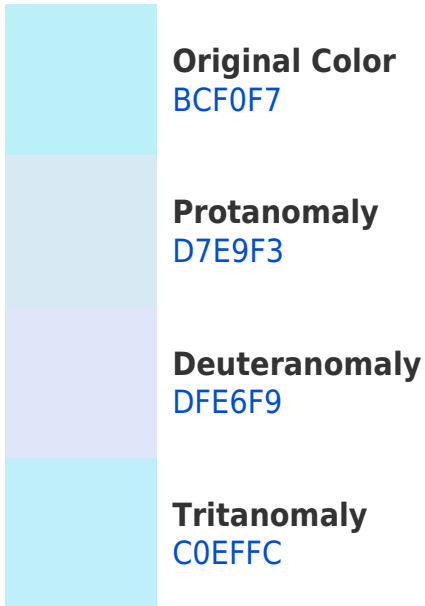 Original Color
BCF0F7
Protanomaly
D7E9F3
Deuteranomaly
DFE6F9
Tritanomaly
C0EFFC